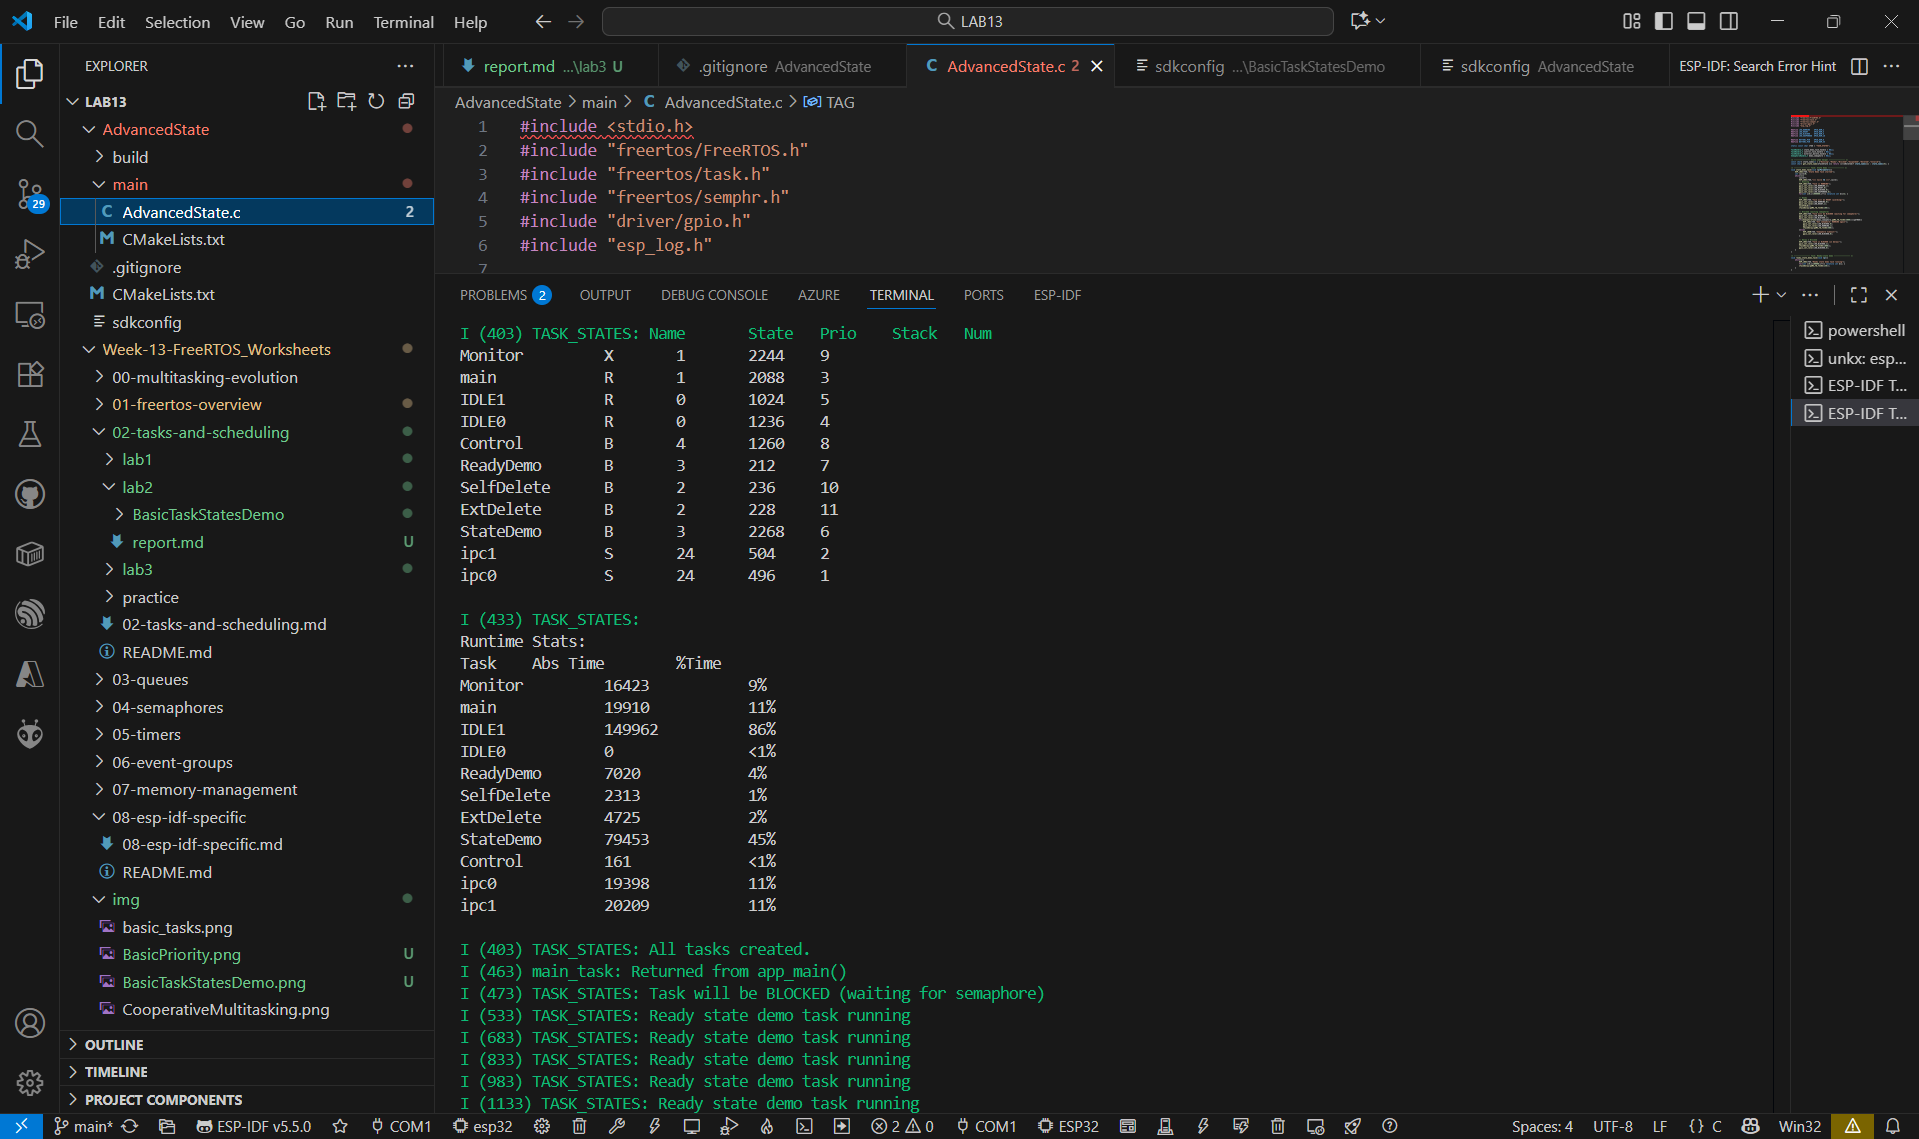 File Edit Selection View Go Run Terminal Help
LAB13
EXPLORER
LAB13
AdvancedState
build
main
C AdvancedState.c 2
CMakeLists.txt
.gitignore
CMakeLists.txt
sdkconfig
Week-13-FreeRTOS_Worksheets
00-multitasking-evolution
01-freertos-overview
02-tasks-and-scheduling
lab1
lab2
BasicTaskStatesDemo
report.md U
lab3
practice
02-tasks-and-scheduling.md
README.md
03-queues
04-semaphores
05-timers
06-event-groups
07-memory-management
08-esp-idf-specific
08-esp-idf-specific.md
README.md
img
basic_tasks.png
BasicPriority.png U
BasicTaskStatesDemo.png U
CooperativeMultitasking.png
OUTLINE
TIMELINE
PROJECT COMPONENTS
29
report.md ...\lab3 U
.gitignore AdvancedState
C AdvancedState.c 2
sdkconfig ...\BasicTaskStatesDemo
sdkconfig AdvancedState
ESP-IDF: Search Error Hint
AdvancedState > main > C AdvancedState.c > TAG
1 #include <stdio.h>
2 #include "freertos/FreeRTOS.h"
3 #include "freertos/task.h"
4 #include "freertos/semphr.h"
5 #include "driver/gpio.h"
6 #include "esp_log.h"
7
PROBLEMS 2 OUTPUT DEBUG CONSOLE AZURE TERMINAL PORTS ESP-IDF
I (403) TASK_STATES: Name State Prio Stack Num
Monitor X 1 2244 9
main R 1 2088 3
IDLE1 R 0 1024 5
IDLE0 R 0 1236 4
Control B 4 1260 8
ReadyDemo B 3 212 7
SelfDelete B 2 236 10
ExtDelete B 2 228 11
StateDemo B 3 2268 6
ipc1 S 24 504 2
ipc0 S 24 496 1
I (433) TASK_STATES:
Runtime Stats:
Task Abs Time %Time
Monitor 16423 9%
main 19910 11%
IDLE1 149962 86%
IDLE0 0 <1%
ReadyDemo 7020 4%
SelfDelete 2313 1%
ExtDelete 4725 2%
StateDemo 79453 45%
Control 161 <1%
ipc0 19398 11%
ipc1 20209 11%
I (403) TASK_STATES: All tasks created.
I (463) main_task: Returned from app_main()
I (473) TASK_STATES: Task will be BLOCKED (waiting for semaphore)
I (533) TASK_STATES: Ready state demo task running
I (683) TASK_STATES: Ready state demo task running
I (833) TASK_STATES: Ready state demo task running
I (983) TASK_STATES: Ready state demo task running
I (1133) TASK_STATES: Ready state demo task running
powershell
unkx: esp...
ESP-IDF T...
ESP-IDF T...
main* ESP-IDF v5.5.0 COM1 esp32 2 0 COM1 ESP32 Spaces: 4 UTF-8 LF {} C Win32